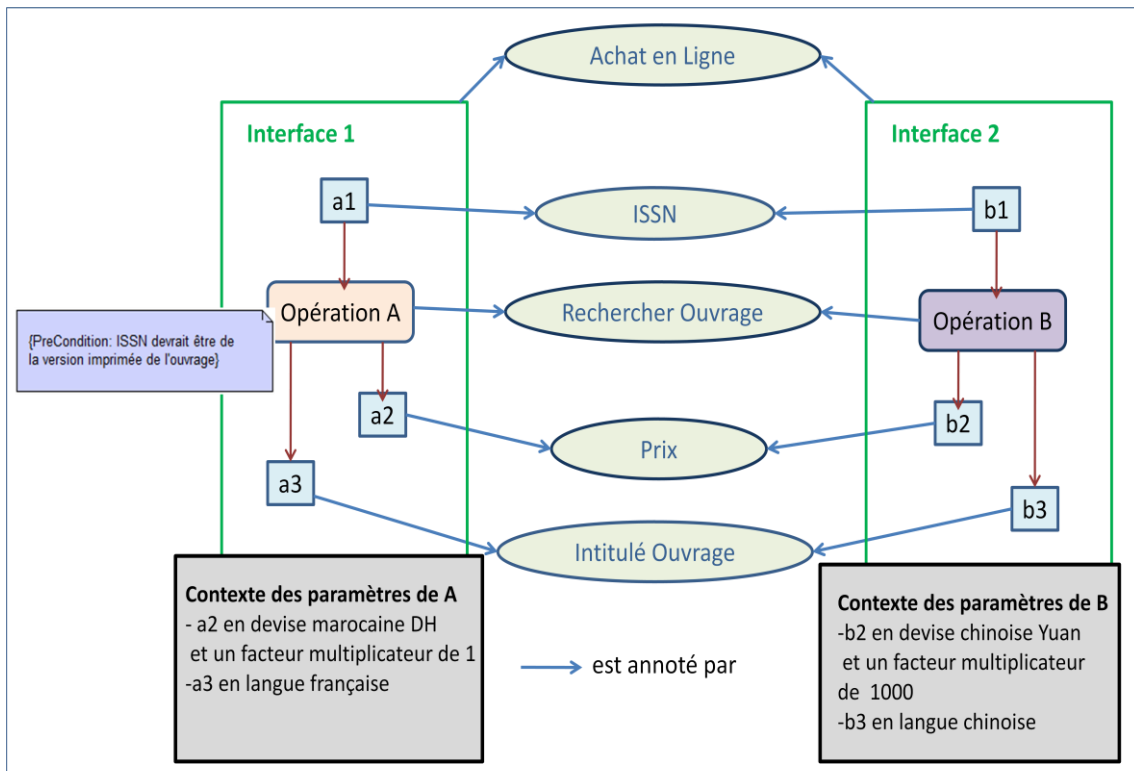 Achat en Ligne
Interface 1
Interface 2
a1
ISSN
b1
Opération A
Rechercher Ouvrage
Opération B
{PreCondition: ISSN devrait être de
la version imprimée de l'ouvrage}
a2
b2
Prix
a3
b3
Intitulé Ouvrage
Contexte des paramètres de A
- a2 en devise marocaine DH
et un facteur multiplicateur de 1
-a3 en langue française
est annoté par
Contexte des paramètres de B
-b2 en devise chinoise Yuan
et un facteur multiplicateur
de 1000
-b3 en langue chinoise